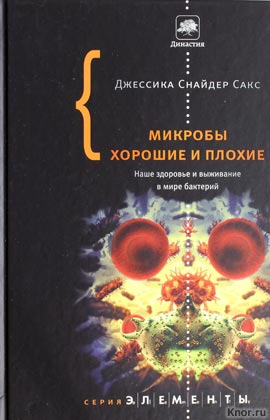 Династия
Джессика Снайдер Сакс
Микробы
хорошие и плохие
Наше здоровье и выживание
в мире бактерий
серия Элементы
Knor.ru